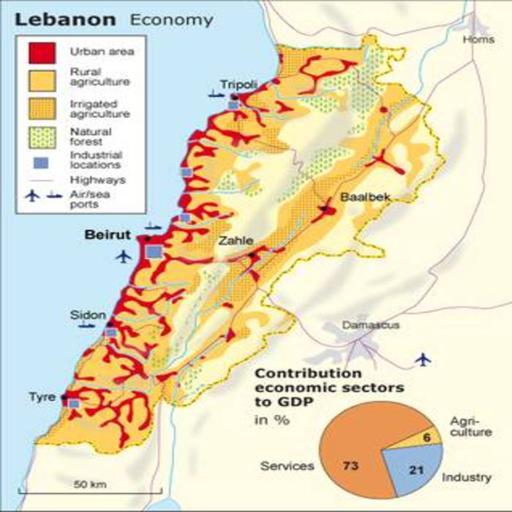 Lebanon Economy
Urban area
Rural
agriculture
Irrigated
agriculture
Natural
forest
Industrial
locations
Highways
Air/sea
ports
Homs
Tripoli
Baalbek
Beirut
Zahle
Sidon
Damascus
Tyre
50 km
Contribution
economic sectors
to GDP
in %
Agri-
culture
6
Services
73
21
Industry